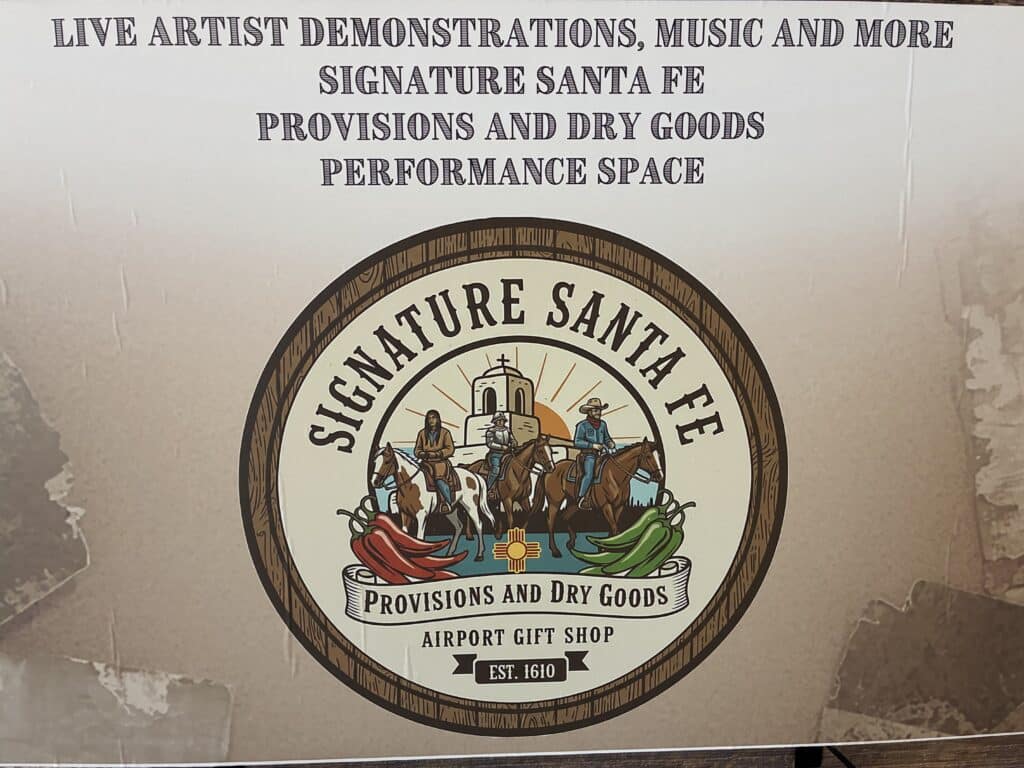 LIVE ARTIST DEMONSTRATIONS, MUSIC AND MORE
SIGNATURE SANTA FE
PROVISIONS AND DRY GOODS
PERFORMANCE SPACE
SIGNATURE SANTA FE
PROVISIONS AND DRY GOODS
AIRPORT GIFT SHOP
EST. 1610